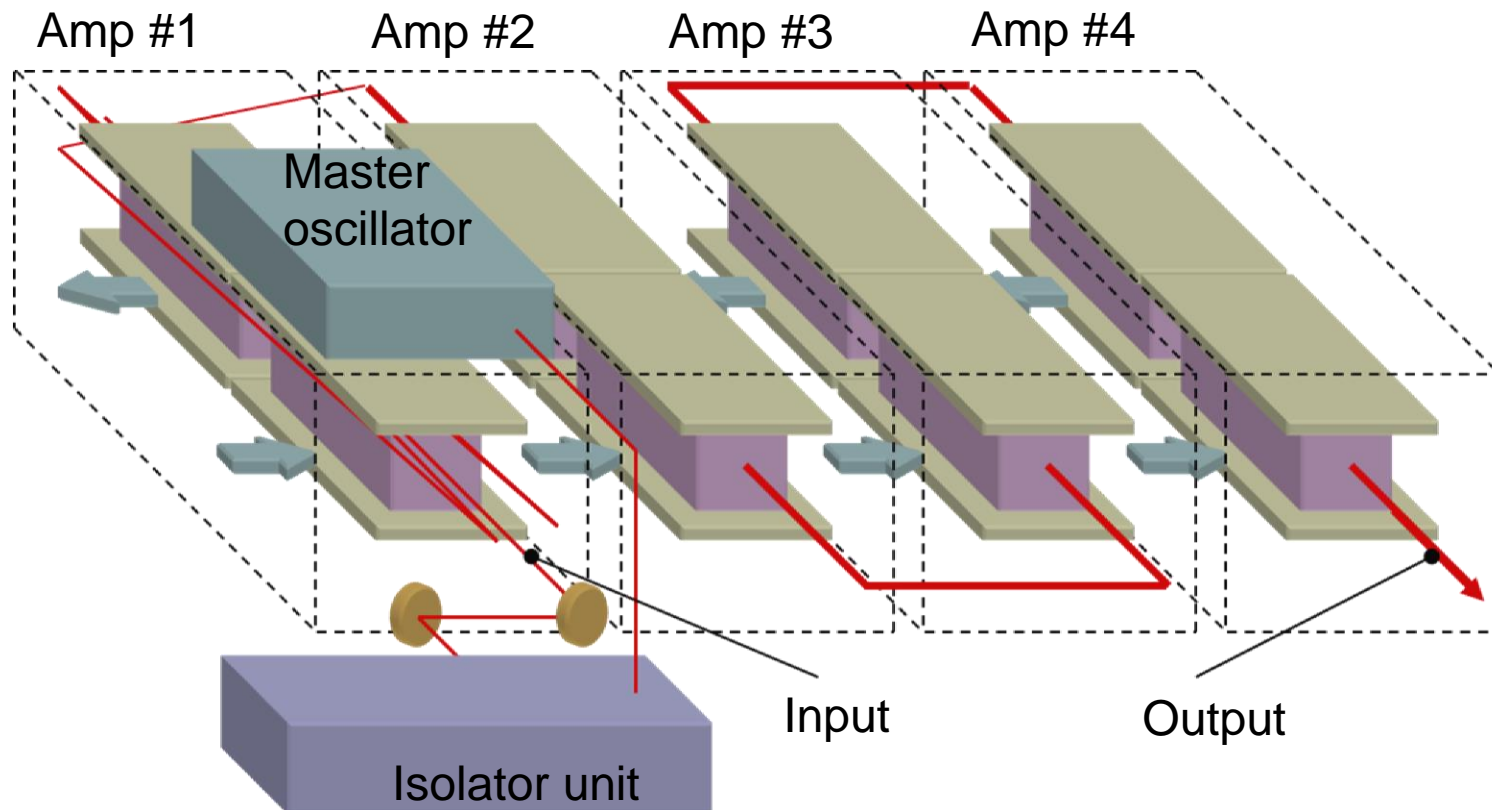 Amp #1
Amp #2
Amp #3
Amp #4
Master
oscillator
Input
Output
Isolator unit